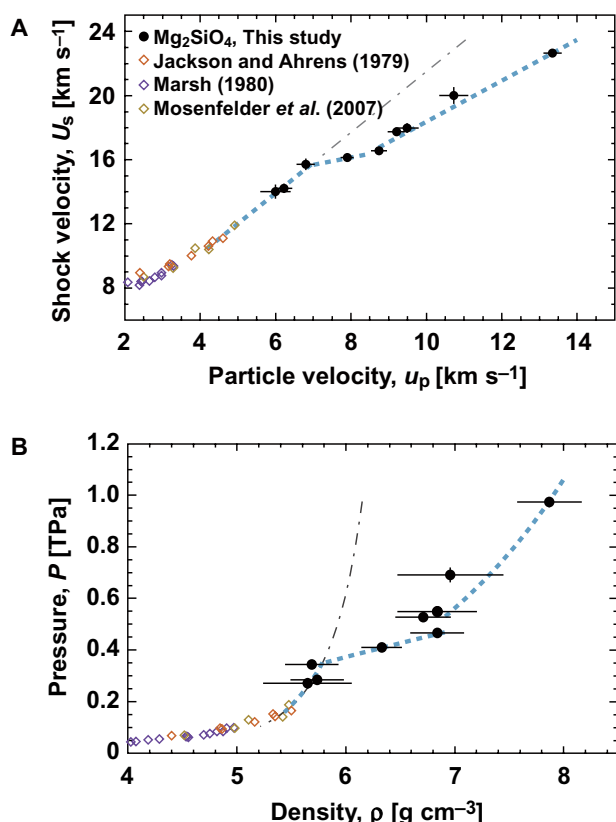 A
Mg₂SiO₄, This study
Jackson and Ahrens (1979)
Marsh (1980)
Mosenfelder et al. (2007)
Shock velocity, Uₛ [km s⁻¹]
24
20
16
12
8
2 4 6 8 10 12 14
Particle velocity, uₚ [km s⁻¹]
B
Pressure, P [TPa]
1.2
1.0
0.8
0.6
0.4
0.2
0
4 5 6 7 8
Density, ρ [g cm⁻³]